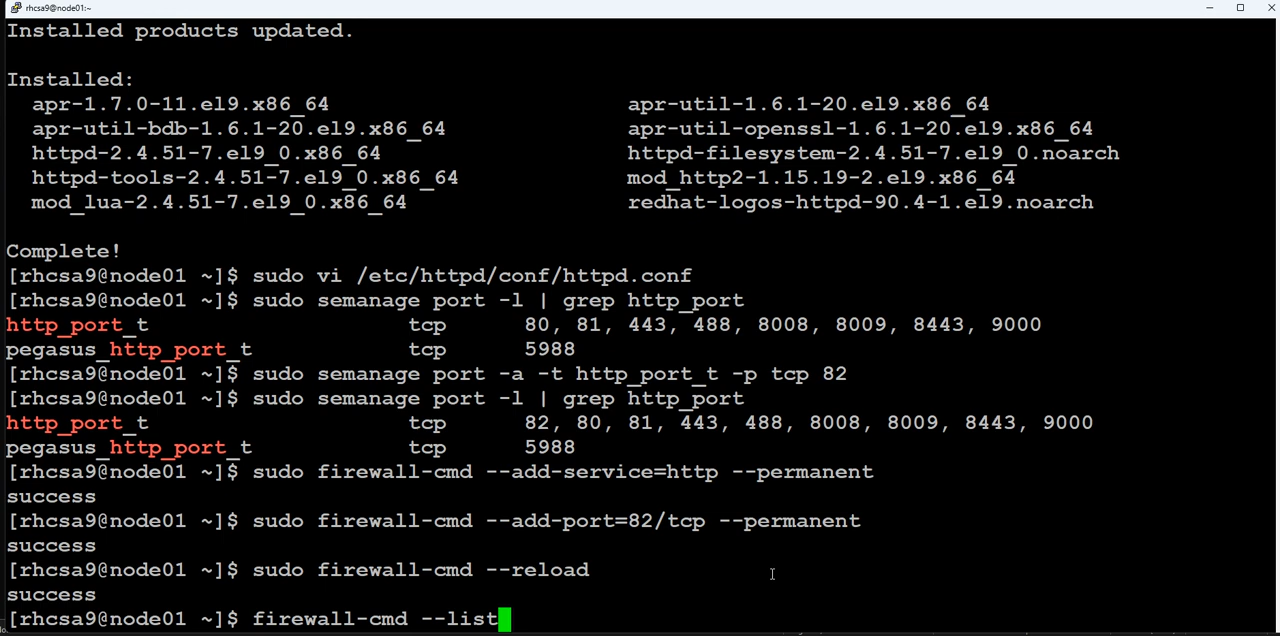 rhcsa9@node01:~
Installed products updated.
Installed:
apr-1.7.0-11.el9.x86_64 apr-util-1.6.1-20.el9.x86_64
apr-util-bdb-1.6.1-20.el9.x86_64 apr-util-openssl-1.6.1-20.el9.x86_64
httpd-2.4.51-7.el9_0.x86_64 httpd-filesystem-2.4.51-7.el9_0.noarch
httpd-tools-2.4.51-7.el9_0.x86_64 mod_http2-1.15.19-2.el9.x86_64
mod_lua-2.4.51-7.el9_0.x86_64 redhat-logos-httpd-90.4-1.el9.noarch
Complete!
[rhcsa9@node01 ~]$ sudo vi /etc/httpd/conf/httpd.conf
[rhcsa9@node01 ~]$ sudo semanage port -l | grep http_port
http_port_t tcp 80, 81, 443, 488, 8008, 8009, 8443, 9000
pegasus_http_port_t tcp 5988
[rhcsa9@node01 ~]$ sudo semanage port -a -t http_port_t -p tcp 82
[rhcsa9@node01 ~]$ sudo semanage port -l | grep http_port
http_port_t tcp 82, 80, 81, 443, 488, 8008, 8009, 8443, 9000
pegasus_http_port_t tcp 5988
[rhcsa9@node01 ~]$ sudo firewall-cmd --add-service=http --permanent
success
[rhcsa9@node01 ~]$ sudo firewall-cmd --add-port=82/tcp --permanent
success
[rhcsa9@node01 ~]$ sudo firewall-cmd --reload
success
[rhcsa9@node01 ~]$ firewall-cmd --list